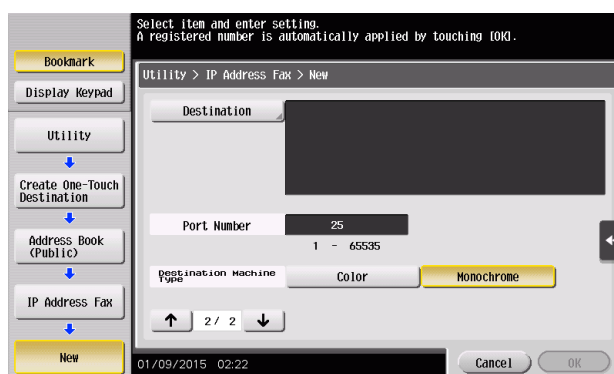 Select item and enter setting.
A registered number is automatically applied by touching [OK].
Bookmark
Display Keypad
Utility
Create One-Touch
Destination
Address Book
(Public)
IP Address Fax
New
Utility > IP Address Fax > New
Destination
Port Number
25
1 - 65535
Destination Machine
Type
Color
Monochrome
↑ 2/ 2 ↓
01/09/2015 02:22
Cancel
OK